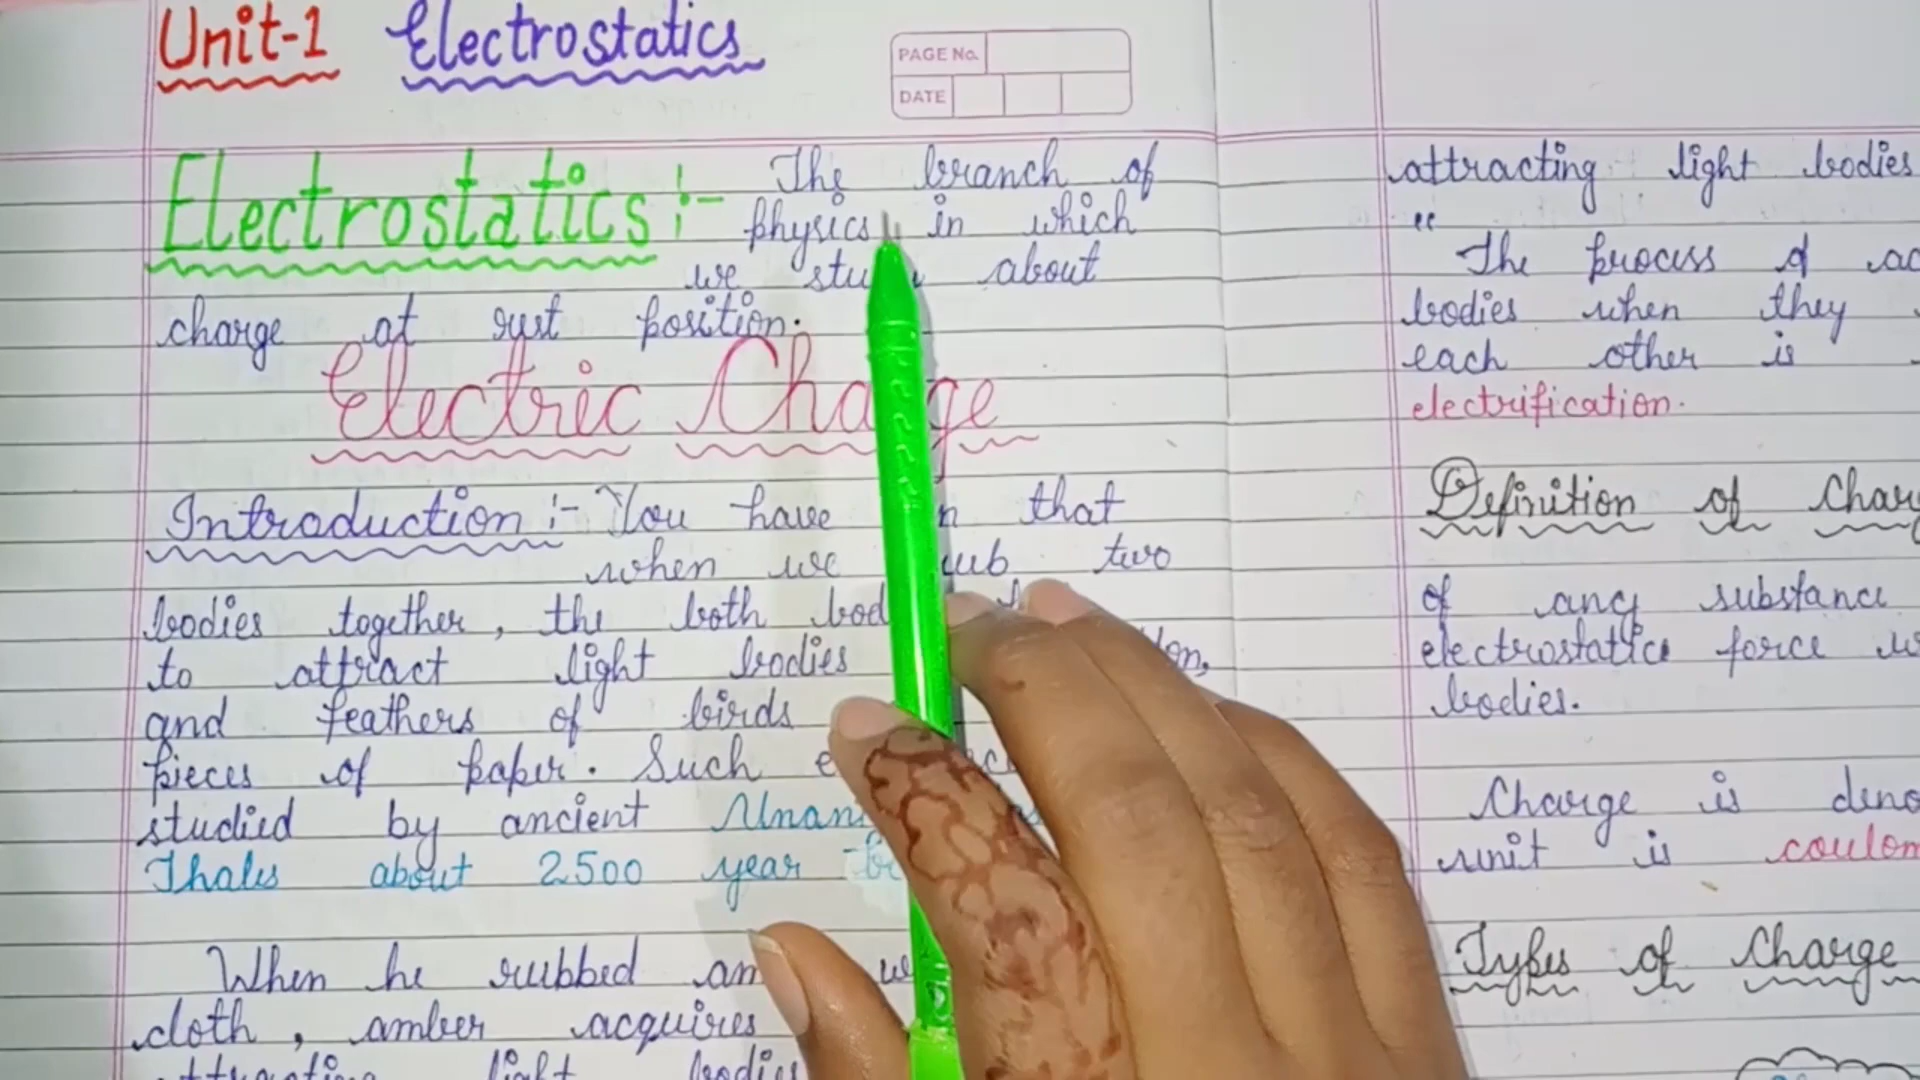 Unit-1 Electrostatics
PAGE No.
DATE
Electrostatics :- The branch of
physics in which
we about
charge at rest position.
Electric
Introduction :- You have that
when we two
bodies together, the both
to attract light bodies
and feathers of birds
pieces of paper. Such
studied by ancient
Thales about 2500 year
When he rubbed
cloth, amber acquires
light bodies
attracting light bodies
"
The process of
bodies when they
each other is
electrification.
Definition of
of any substance
electrostatics force
bodies.
Charge is
unit is
Types of Charge